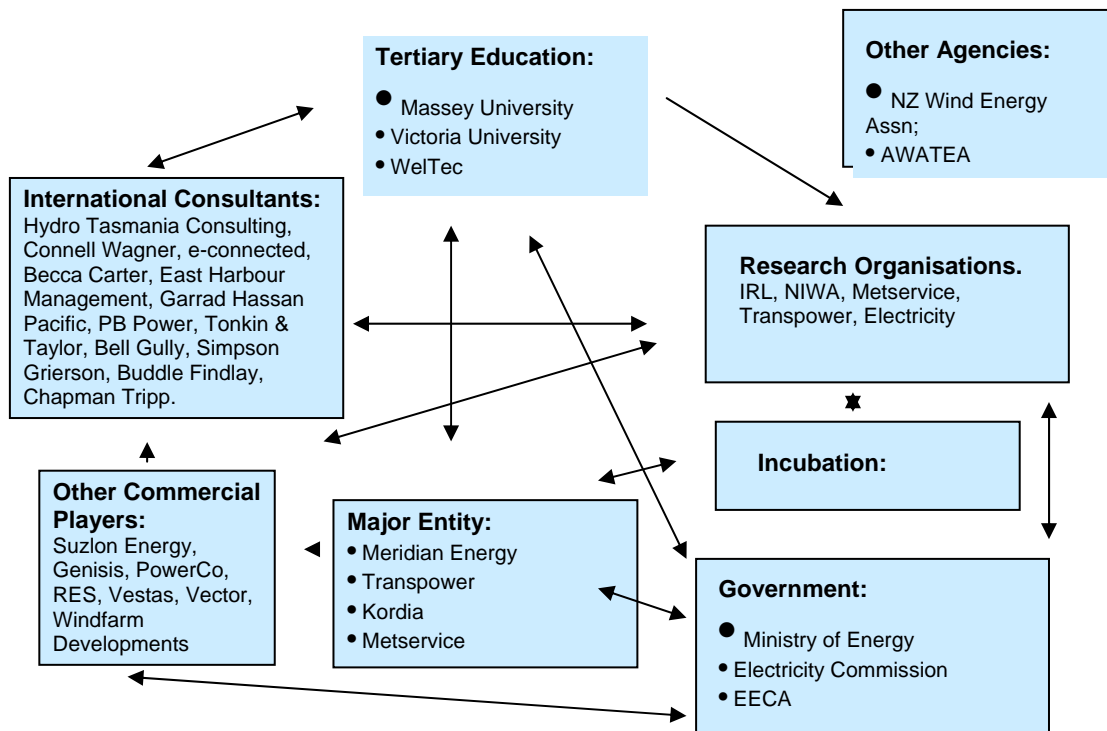 Tertiary Education:
● Massey University
• Victoria University
• WelTec
Other Agencies:
● NZ Wind Energy
Assn;
• AWATEA
International Consultants:
Hydro Tasmania Consulting,
Connell Wagner, e-connected,
Becca Carter, East Harbour
Management, Garrad Hassan
Pacific, PB Power, Tonkin &
Taylor, Bell Gully, Simpson
Grierson, Buddle Findlay,
Chapman Tripp.
Research Organisations.
IRL, NIWA, Metservice,
Transpower, Electricity
Incubation:
Other Commercial
Players:
Suzlon Energy,
Genisis, PowerCo,
RES, Vestas, Vector,
Windfarm
Developments
Major Entity:
• Meridian Energy
• Transpower
• Kordia
• Metservice
Government:
● Ministry of Energy
• Electricity Commission
• EECA